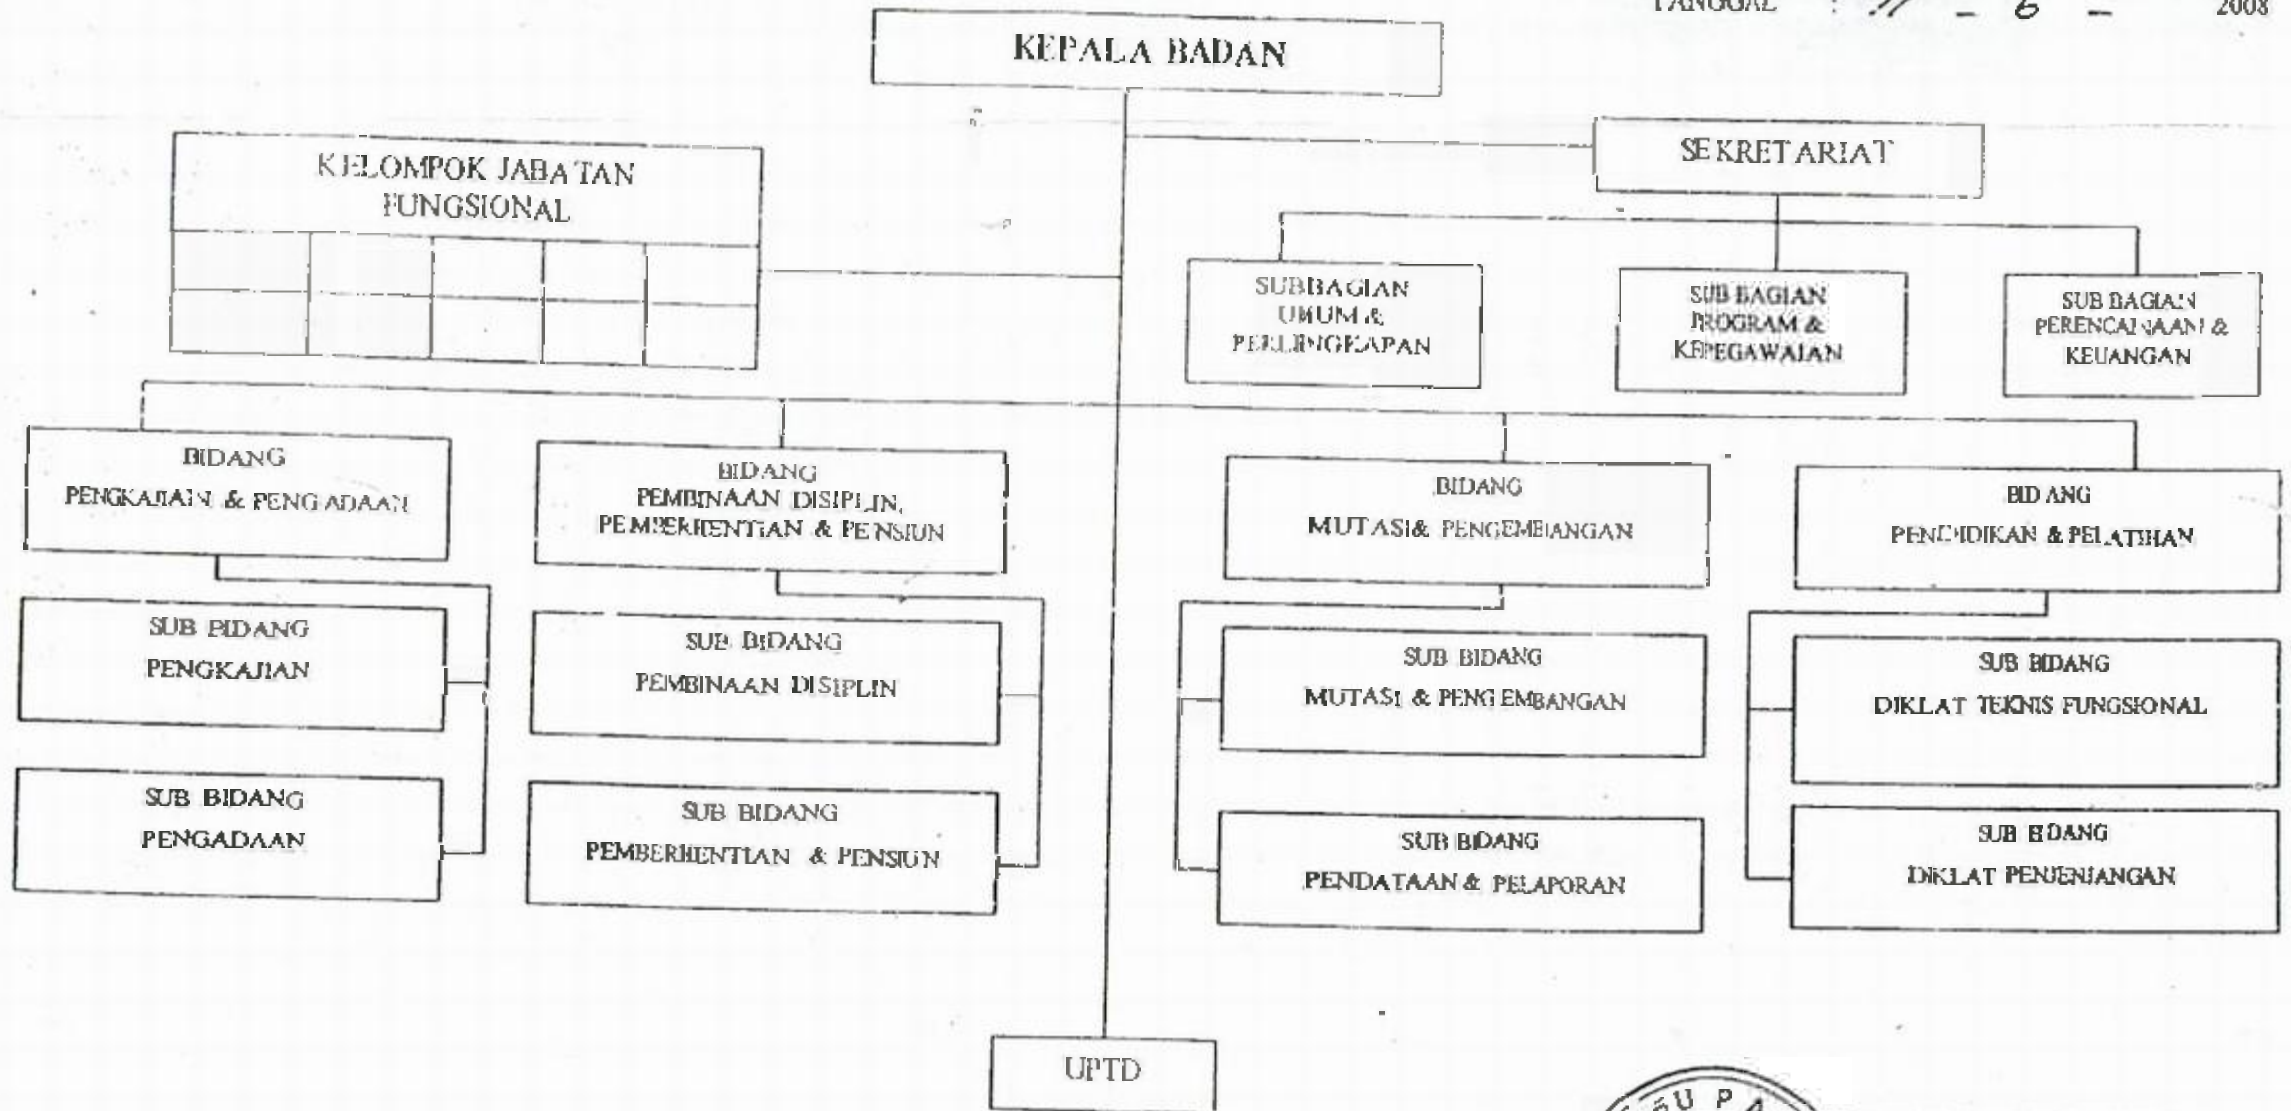 TANGGAL : 11 - 6 - 2008
KEPALA BADAN
SEKRETARIAT
KELOMPOK JABATAN
FUNGSIONAL
SUBBAGIAN
UMUM &
PERLENGKAPAN
SUB BAGIAN
PROGRAM &
KEPEGAWAIAN
SUB BAGIAN
PERENCANAAN &
KEUANGAN
BIDANG
PENGKAJIAN & PENGADAAN
BIDANG
PEMBINAAN DISIPLIN,
PEMBERHENTIAN & PENSIUN
BIDANG
MUTASI & PENGEMBANGAN
BIDANG
PENDIDIKAN & PELATIHAN
SUB BIDANG
PENGKAJIAN
SUB BIDANG
PEMBINAAN DISIPLIN
SUB BIDANG
MUTASI & PENGEMBANGAN
SUB BIDANG
DIKLAT TEKNIS FUNGSIONAL
SUB BIDANG
PENGADAAN
SUB BIDANG
PEMBERHENTIAN & PENSIUN
SUB BIDANG
PENDATAAN & PELAPORAN
SUB BIDANG
DIKLAT PENJENJANGAN
UPTD